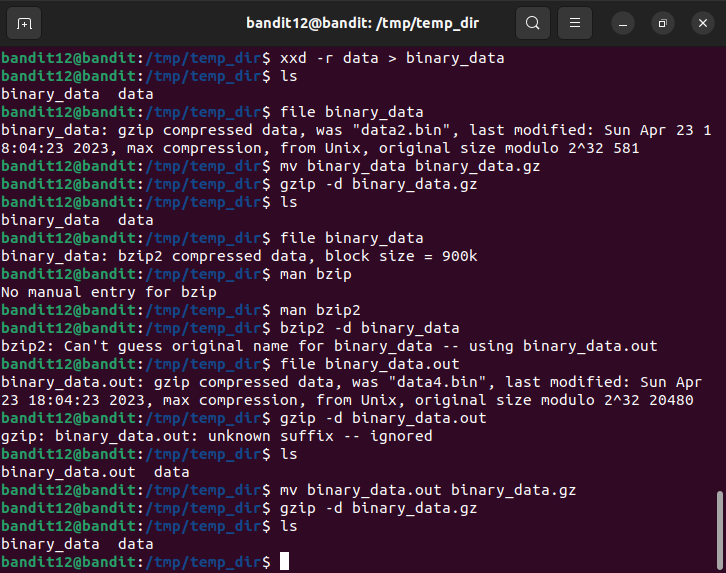 bandit12@bandit: /tmp/temp_dir
bandit12@bandit:/tmp/temp_dir$ xxd -r data > binary_data
bandit12@bandit:/tmp/temp_dir$ ls
binary_data  data
bandit12@bandit:/tmp/temp_dir$ file binary_data
binary_data: gzip compressed data, was "data2.bin", last modified: Sun Apr 23 1
8:04:23 2023, max compression, from Unix, original size modulo 2^32 581
bandit12@bandit:/tmp/temp_dir$ mv binary_data binary_data.gz
bandit12@bandit:/tmp/temp_dir$ gzip -d binary_data.gz
bandit12@bandit:/tmp/temp_dir$ ls
binary_data  data
bandit12@bandit:/tmp/temp_dir$ file binary_data
binary_data: bzip2 compressed data, block size = 900k
bandit12@bandit:/tmp/temp_dir$ man bzip
No manual entry for bzip
bandit12@bandit:/tmp/temp_dir$ man bzip2
bandit12@bandit:/tmp/temp_dir$ bzip2 -d binary_data
bzip2: Can't guess original name for binary_data -- using binary_data.out
bandit12@bandit:/tmp/temp_dir$ file binary_data.out
binary_data.out: gzip compressed data, was "data4.bin", last modified: Sun Apr
23 18:04:23 2023, max compression, from Unix, original size modulo 2^32 20480
bandit12@bandit:/tmp/temp_dir$ gzip -d binary_data.out
gzip: binary_data.out: unknown suffix -- ignored
bandit12@bandit:/tmp/temp_dir$ ls
binary_data.out  data
bandit12@bandit:/tmp/temp_dir$ mv binary_data.out binary_data.gz
bandit12@bandit:/tmp/temp_dir$ gzip -d binary_data.gz
bandit12@bandit:/tmp/temp_dir$ ls
binary_data  data
bandit12@bandit:/tmp/temp_dir$